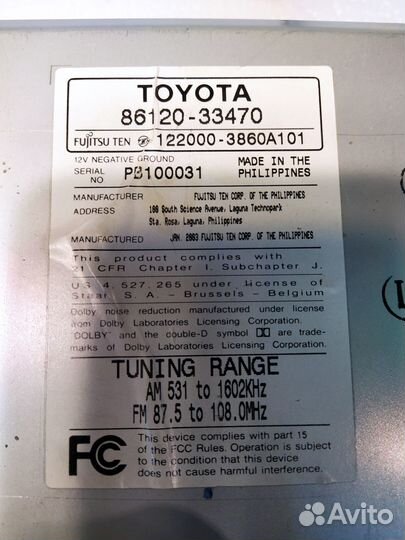 TOYOTA
86120-33470
FUJITSU TEN 122000-3860A101
12V NEGATIVE GROUND
SERIAL NO PB100031
MADE IN THE PHILIPPINES
MANUFACTURER FUJITSU TEN CORP. OF THE PHILIPPINES
ADDRESS 106 South Science Avenue, Laguna Technopark
Sta. Rosa, Laguna, Philippines
MANUFACTURED JAN. 2003 FUJITSU TEN CORP. OF THE PHILIPPINES
This product complies with
21 CFR Chapter I, Subchapter J.
US 4,527,265 under license of
Staar, S. A. – Brussels – Belgium
Dolby noise reduction manufactured under license
from Dolby Laboratories Licensing Corporation.
"DOLBY" and the double-D symbol are trade-
marks of Dolby Laboratories Licensing Corporation.
TUNING RANGE
AM 531 to 1602KHz
FM 87.5 to 108.0MHz
FC
This device complies with part 15
of the FCC Rules. Operation is subject
to the condition that this device
does not cause harmful interference.
Avito